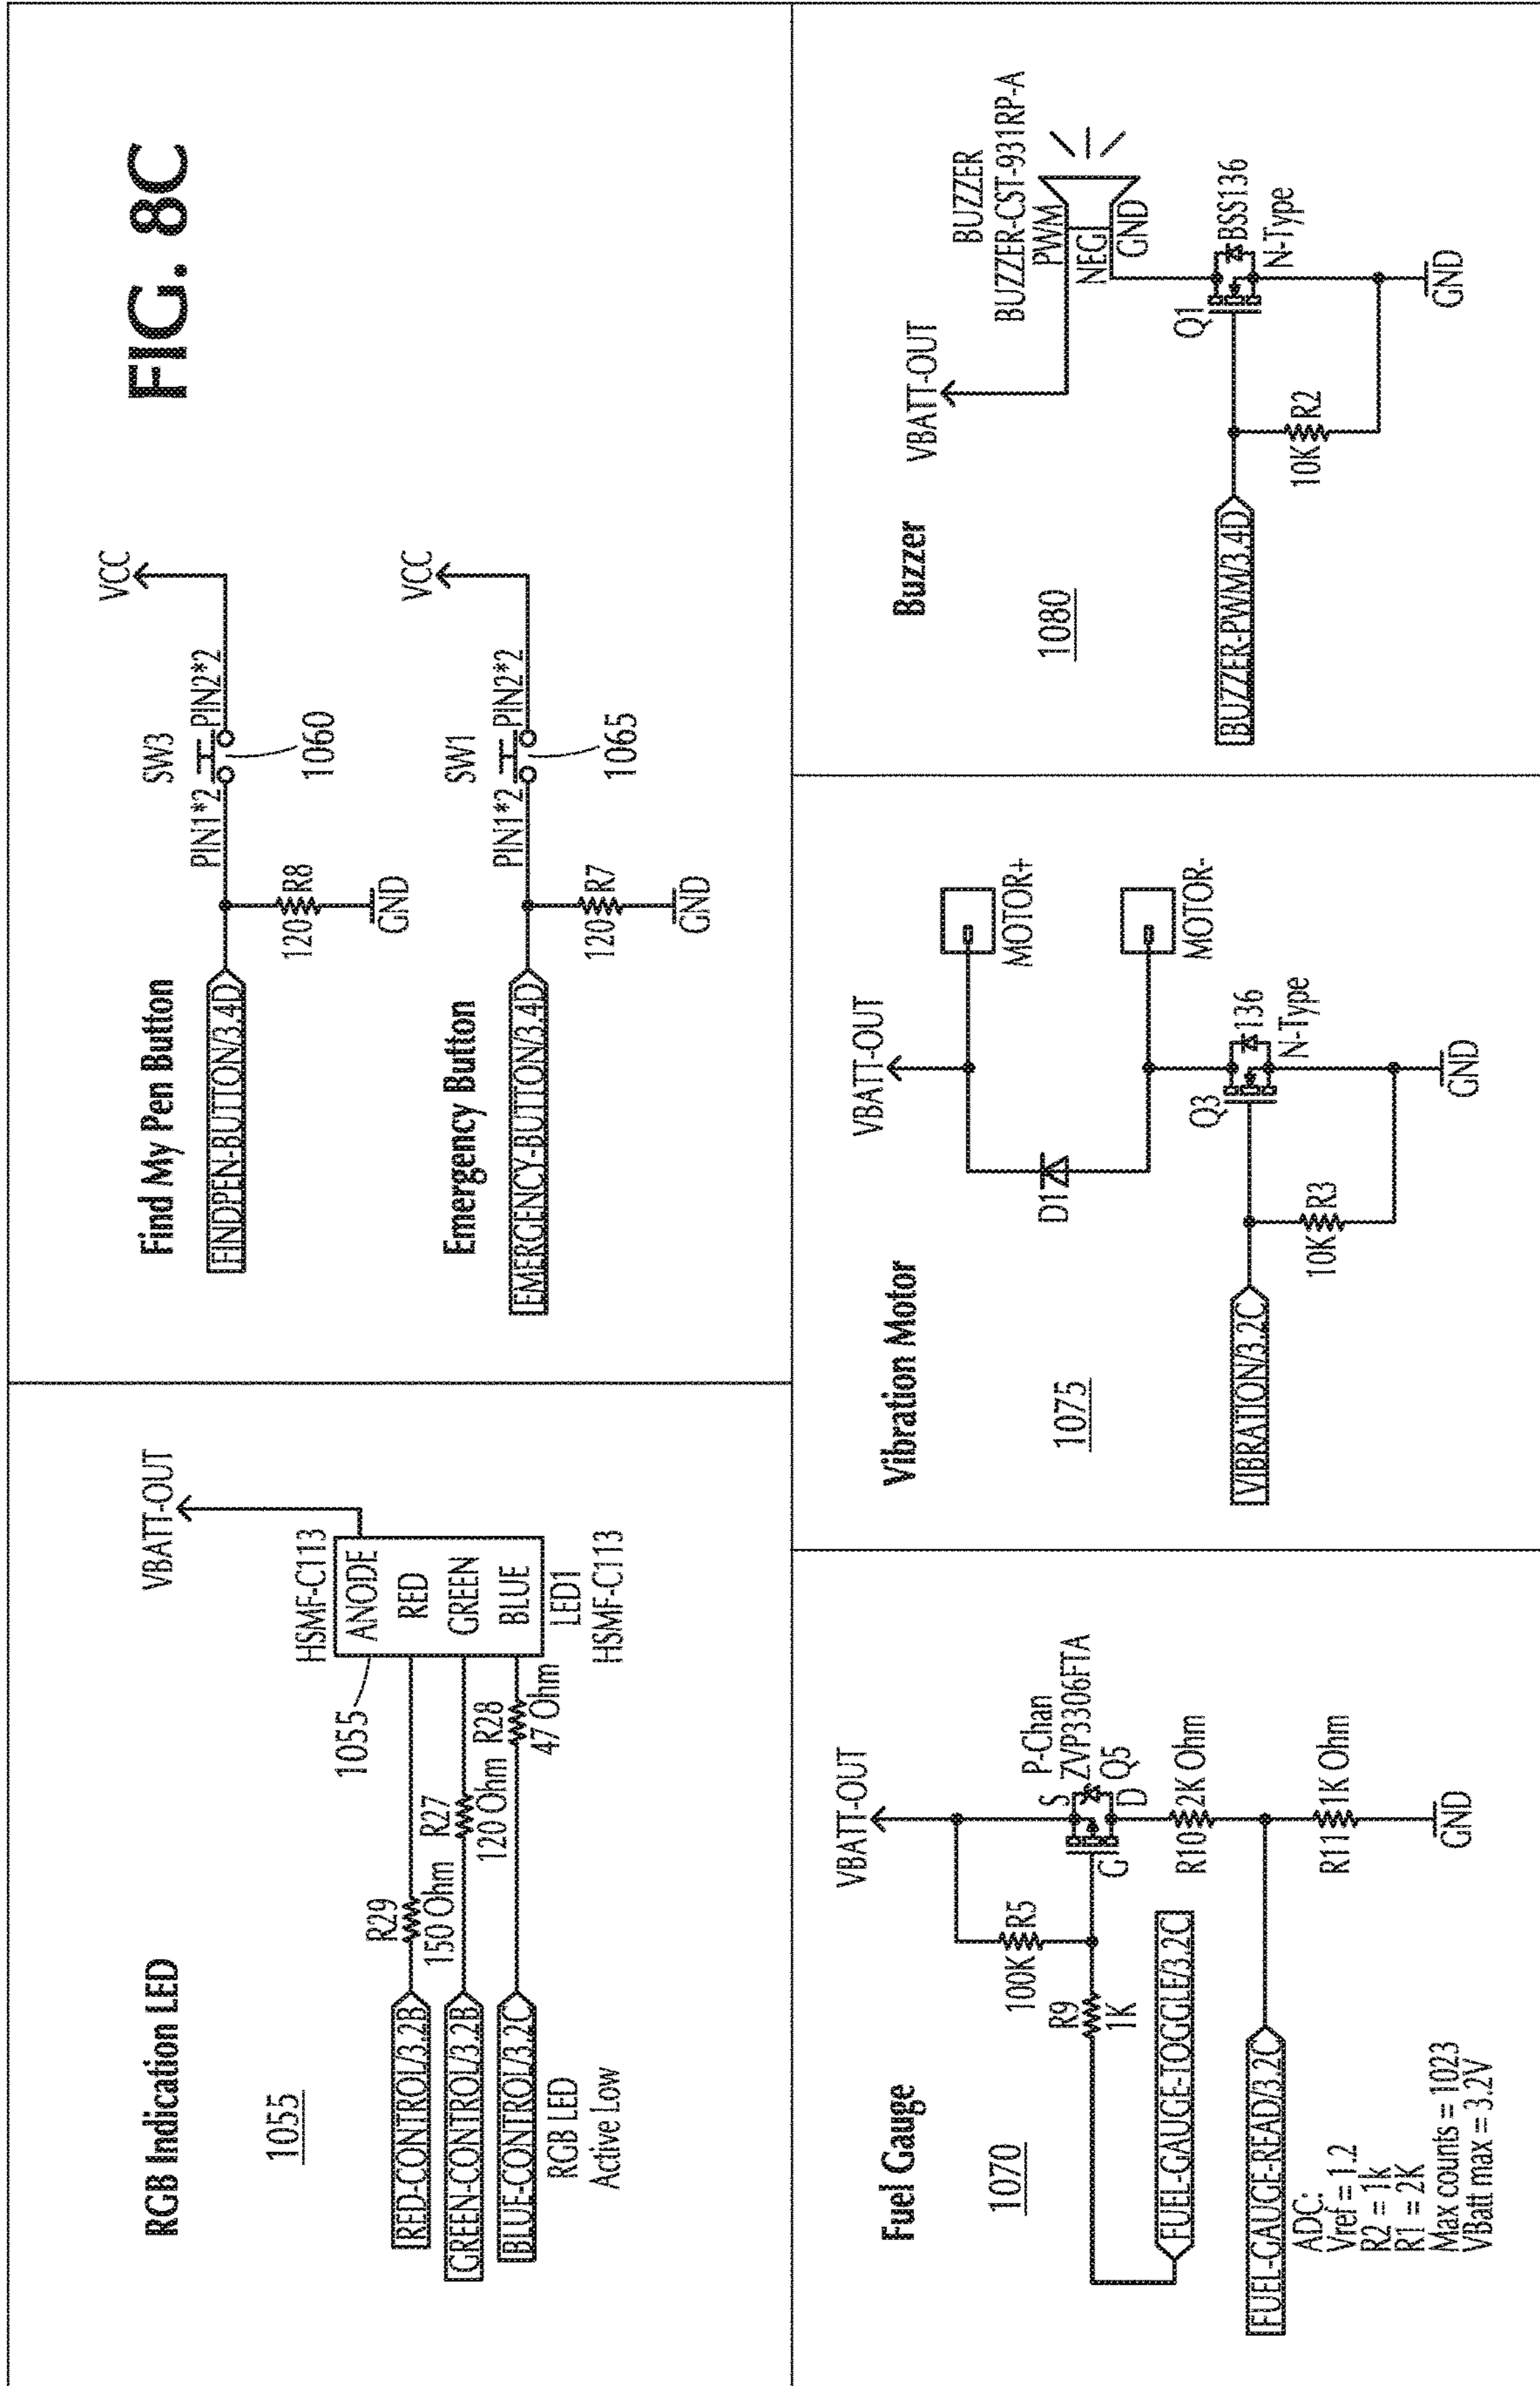 FIG. 8C
RGB Indication LED
1055
VBATT-OUT
HSMF-C113
ANODE
RED
GREEN
BLUE
LED1
HSMF-C113
1055
R29
150 Ohm
R27
120 Ohm
R28
47 Ohm
RED-CONTROL/3.2B
GREEN-CONTROL/3.2B
BLUE-CONTROL/3.2C
RGB LED
Active Low
Find My Pen Button
FINDPEN-BUTTON/3.4D
120
R8
GND
PIN1*2
SW3
PIN2*2
VCC
1060
Emergency Button
EMERGENCY-BUTTON/3.4D
120
R7
GND
PIN1*2
SW1
PIN2*2
VCC
1065
Fuel Gauge
1070
VBATT-OUT
100K
R5
R9
1K
P-Chan
ZVP3306FTA
S
Q5
D
G
R10
2K Ohm
R11
1K Ohm
GND
FUEL-GAUGE-TOGGLE/3.2C
FUEL-GAUGE-READ/3.2C
ADC:
Vref = 1.2
R2 = 1k
R1 = 2K
Max counts = 1023
VBatt max = 3.2V
Vibration Motor
1075
VBATT-OUT
MOTOR+
MOTOR-
D1
Q3
136
N-Type
VIBRATION/3.2C
10K
R3
GND
Buzzer
1080
VBATT-OUT
BUZZER
BUZZER-CST-931RP-A
PWM
NEG
GND
Q1
BSS136
N-Type
BUZZER-PWM/3.4D
10K
R2
GND